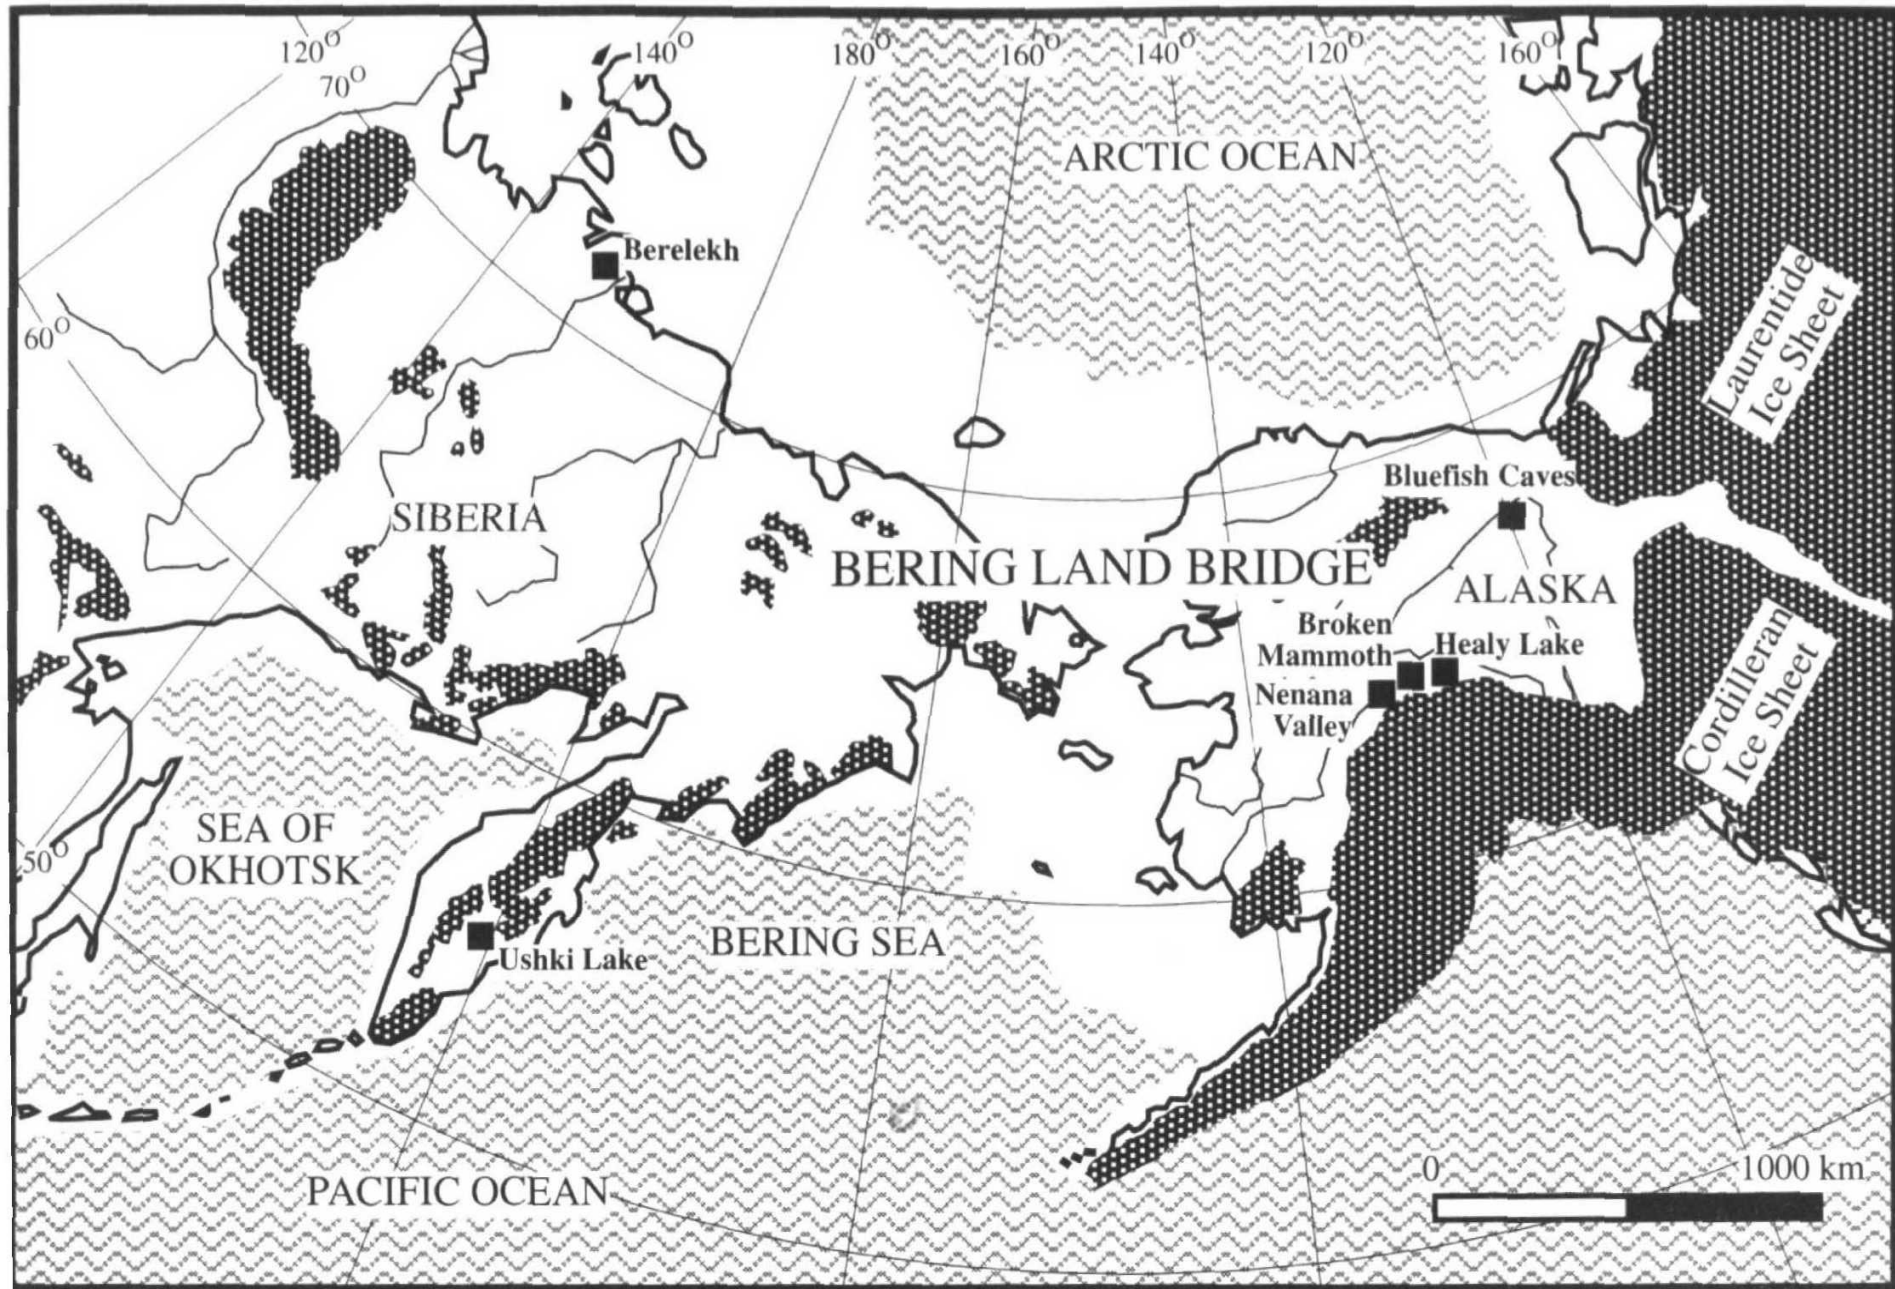 120°
70°
140°
180°
160°
140°
120°
160°
ARCTIC OCEAN
Berelekh
60°
Laurentide
Ice Sheet
Bluefish Caves
SIBERIA
BERING LAND BRIDGE
ALASKA
Broken
Mammoth
Healy Lake
Nenana
Valley
Cordilleran
Ice Sheet
SEA OF
OKHOTSK
50°
BERING SEA
Ushki Lake
PACIFIC OCEAN
0
1000 km